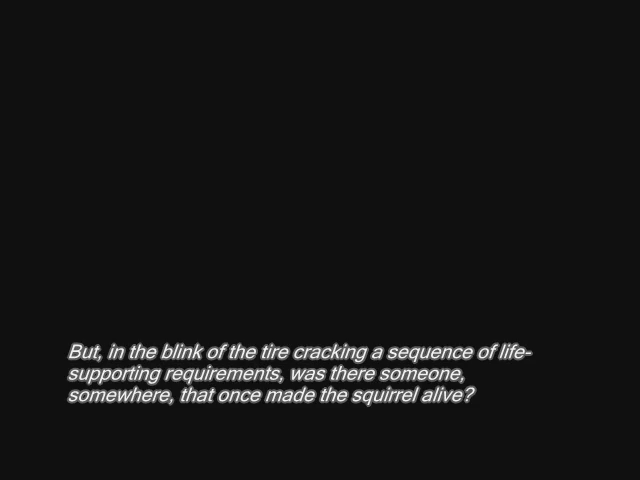 But, in the blink of the tire cracking a sequence of life-
supporting requirements, was there someone,
somewhere, that once made the squirrel alive?